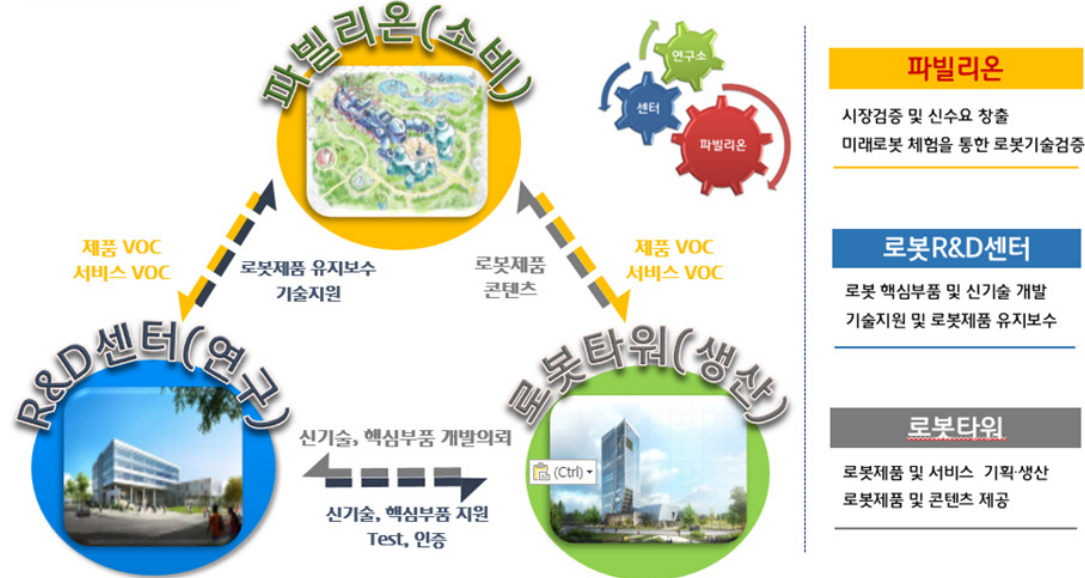 파빌리온(소비)
연구소
센터
파빌리온
제품 VOC
서비스 VOC
로봇제품 유지보수
기술지원
로봇제품
콘텐츠
제품 VOC
서비스 VOC
R&D센터(연구)
로봇타워(생산)
신기술, 핵심부품 개발의뢰
신기술, 핵심부품 지원
Test, 인증
(Ctrl)
파빌리온
시장검증 및 신수요 창출
미래로봇 체험을 통한 로봇기술검증
로봇R&D센터
로봇 핵심부품 및 신기술 개발
기술지원 및 로봇제품 유지보수
로봇타워
로봇제품 및 서비스 기획·생산
로봇제품 및 콘텐츠 제공